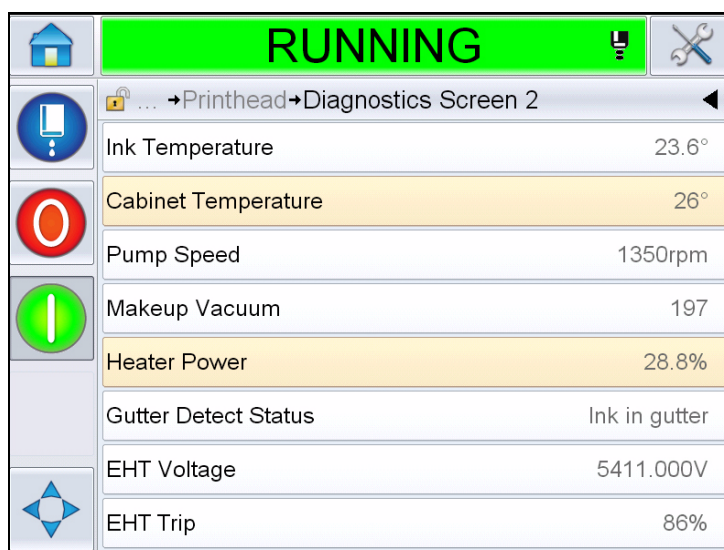 RUNNING
... →Printhead→Diagnostics Screen 2
Ink Temperature 23.6°
Cabinet Temperature 26°
Pump Speed 1350rpm
Makeup Vacuum 197
Heater Power 28.8%
Gutter Detect Status Ink in gutter
EHT Voltage 5411.000V
EHT Trip 86%